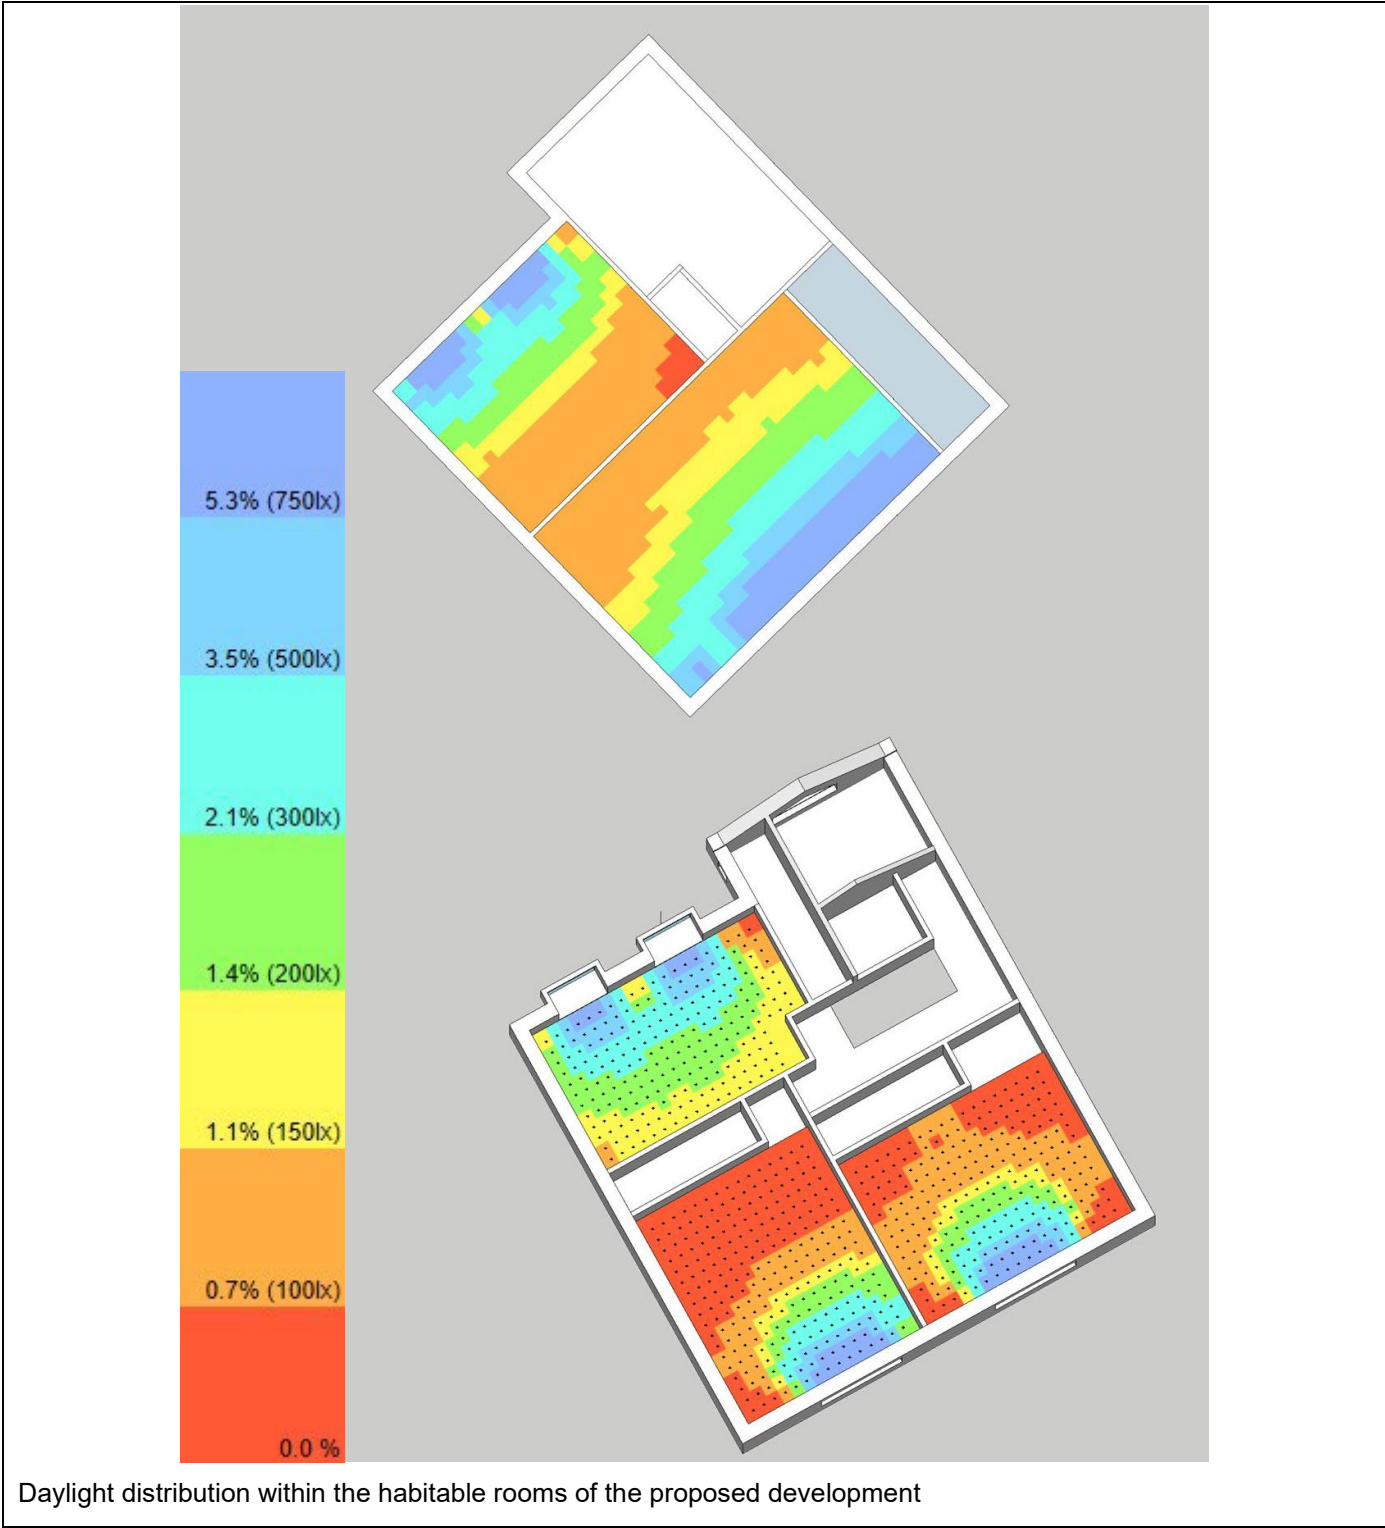 5.3% (750lx)
3.5% (500lx)
2.1% (300lx)
1.4% (200lx)
1.1% (150lx)
0.7% (100lx)
0.0 %
Daylight distribution within the habitable rooms of the proposed development